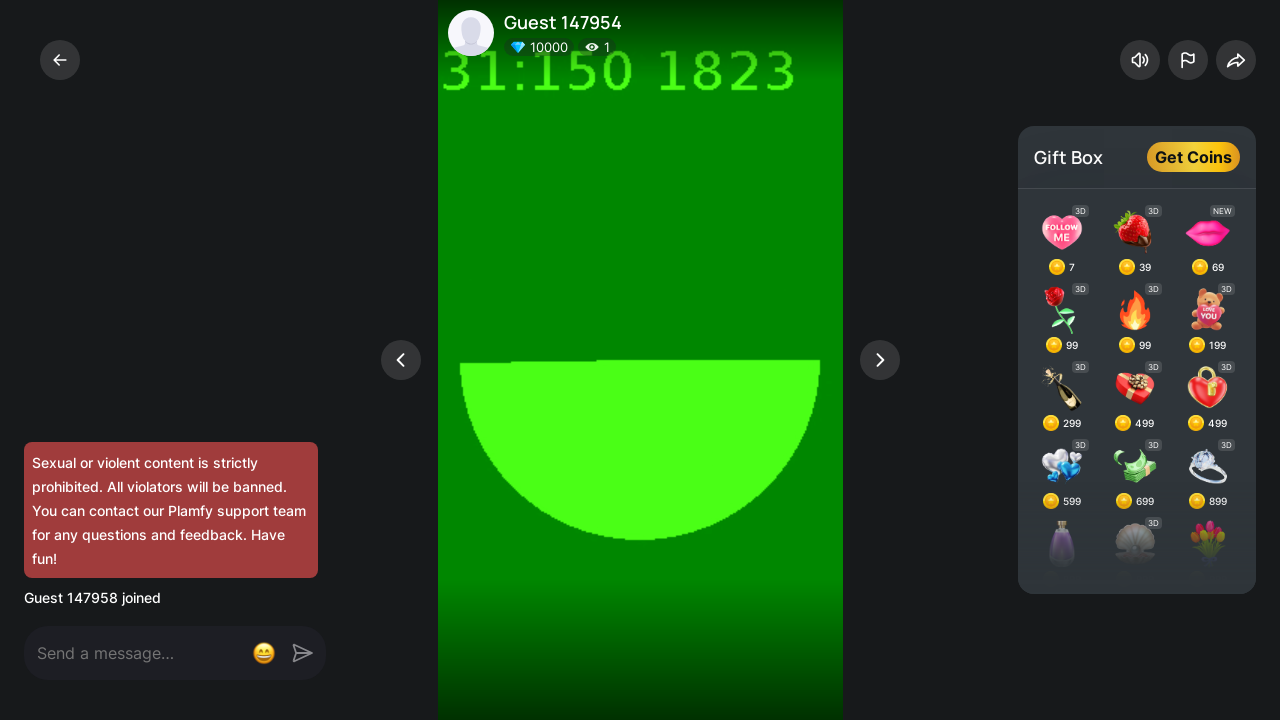 Guest 147954
10000 1
31:150 1823
Gift Box
Get Coins
3D 3D NEW
FOLLOW ME
7 39 69
3D 3D 3D
LOVE YOU
99 99 199
3D 3D 3D
299 499 499
3D 3D 3D
599 699 899
3D
Sexual or violent content is strictly
prohibited. All violators will be banned.
You can contact our Plamfy support team
for any questions and feedback. Have
fun!
Guest 147958 joined
Send a message...